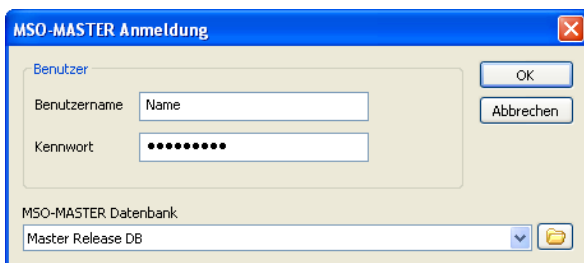 MSO-MASTER Anmeldung
Benutzer
OK
Benutzername Name
Abbrechen
Kennwort •••••••••
MSO-MASTER Datenbank
Master Release DB